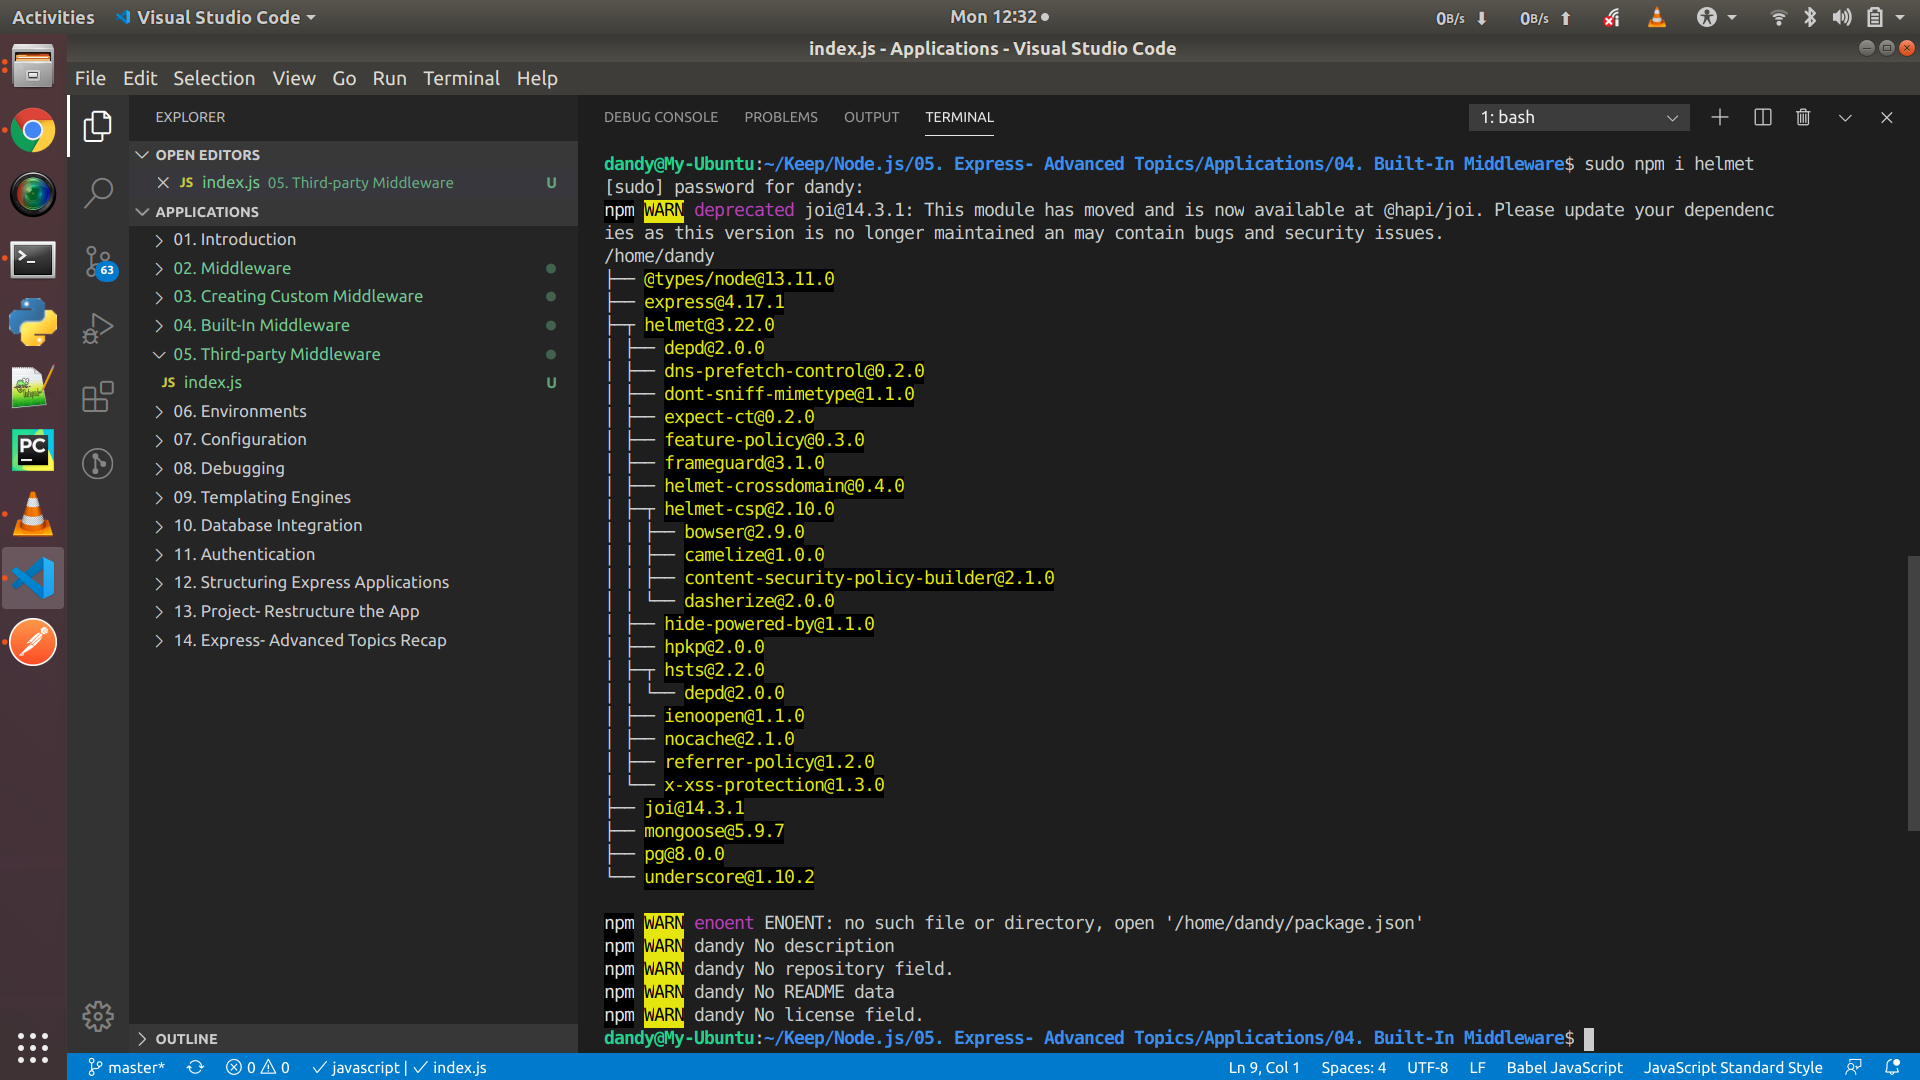 Activities
Visual Studio Code
Mon 12:32
0B/s
0B/s
index.js - Applications - Visual Studio Code
File Edit Selection View Go Run Terminal Help
EXPLORER
OPEN EDITORS
JS index.js 05. Third-party Middleware U
APPLICATIONS
01. Introduction
02. Middleware
03. Creating Custom Middleware
04. Built-In Middleware
05. Third-party Middleware
JS index.js U
06. Environments
07. Configuration
08. Debugging
09. Templating Engines
10. Database Integration
11. Authentication
12. Structuring Express Applications
13. Project- Restructure the App
14. Express- Advanced Topics Recap
OUTLINE
63
PC
DEBUG CONSOLE PROBLEMS OUTPUT TERMINAL
1: bash
dandy@My-Ubuntu:~/Keep/Node.js/05. Express- Advanced Topics/Applications/04. Built-In Middleware$ sudo npm i helmet
[sudo] password for dandy:
npm WARN deprecated joi@14.3.1: This module has moved and is now available at @hapi/joi. Please update your dependenc
ies as this version is no longer maintained an may contain bugs and security issues.
/home/dandy
├── @types/node@13.11.0
├── express@4.17.1
├─┬ helmet@3.22.0
│ ├── depd@2.0.0
│ ├── dns-prefetch-control@0.2.0
│ ├── dont-sniff-mimetype@1.1.0
│ ├── expect-ct@0.2.0
│ ├── feature-policy@0.3.0
│ ├── frameguard@3.1.0
│ ├── helmet-crossdomain@0.4.0
│ ├─┬ helmet-csp@2.10.0
│ │ ├── bowser@2.9.0
│ │ ├── camelize@1.0.0
│ │ ├── content-security-policy-builder@2.1.0
│ │ └── dasherize@2.0.0
│ ├── hide-powered-by@1.1.0
│ ├── hpkp@2.0.0
│ ├─┬ hsts@2.2.0
│ │ └── depd@2.0.0
│ ├── ienoopen@1.1.0
│ ├── nocache@2.1.0
│ ├── referrer-policy@1.2.0
│ └── x-xss-protection@1.3.0
├── joi@14.3.1
├── mongoose@5.9.7
├── pg@8.0.0
└── underscore@1.10.2
npm WARN enoent ENOENT: no such file or directory, open '/home/dandy/package.json'
npm WARN dandy No description
npm WARN dandy No repository field.
npm WARN dandy No README data
npm WARN dandy No license field.
dandy@My-Ubuntu:~/Keep/Node.js/05. Express- Advanced Topics/Applications/04. Built-In Middleware$
master* 0 0 javascript | index.js
Ln 9, Col 1 Spaces: 4 UTF-8 LF Babel JavaScript JavaScript Standard Style